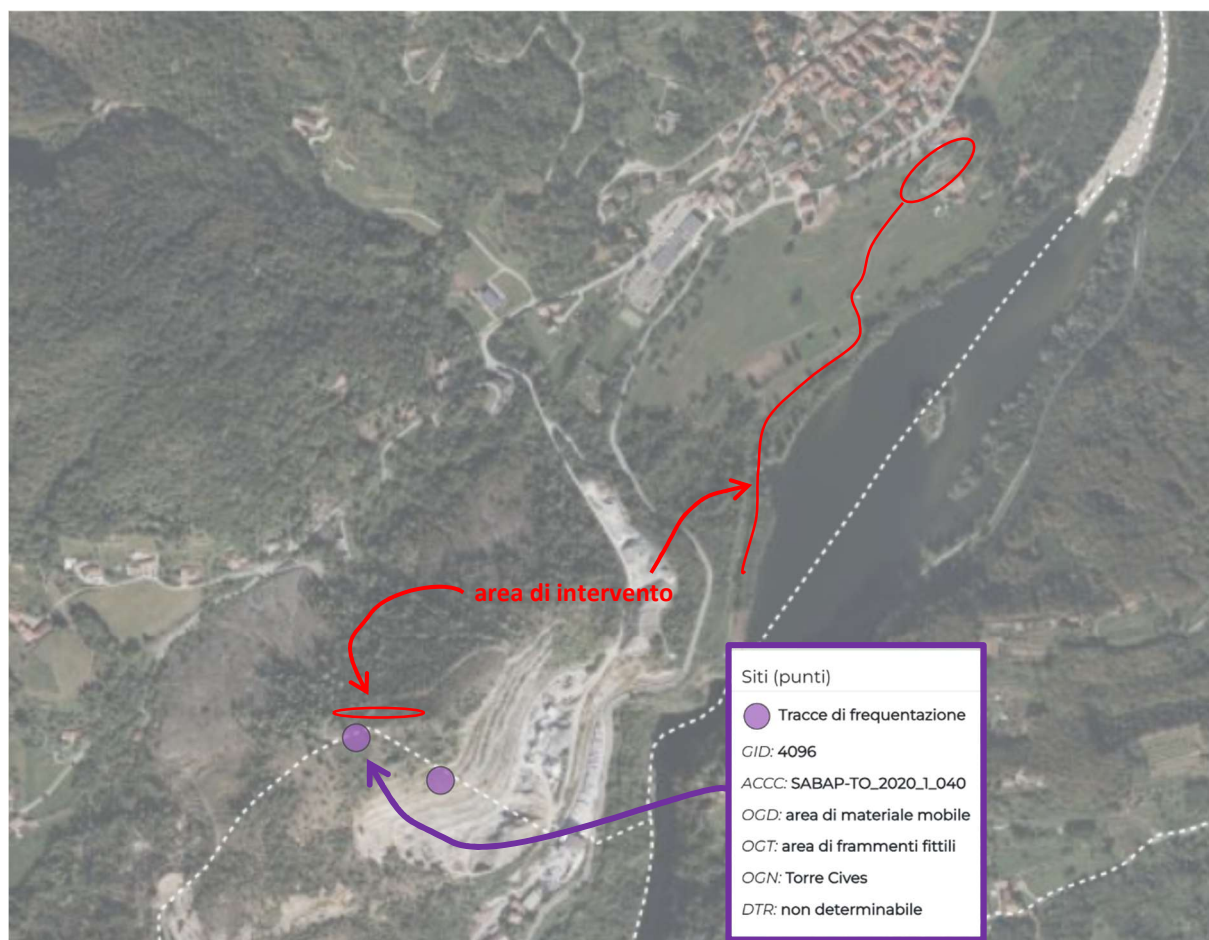 area di intervento
Siti (punti)
Tracce di frequentazione
GID: 4096
ACCC: SABAP-TO_2020_1_040
OGD: area di materiale mobile
OGT: area di frammenti fittili
OGN: Torre Cives
DTR: non determinabile